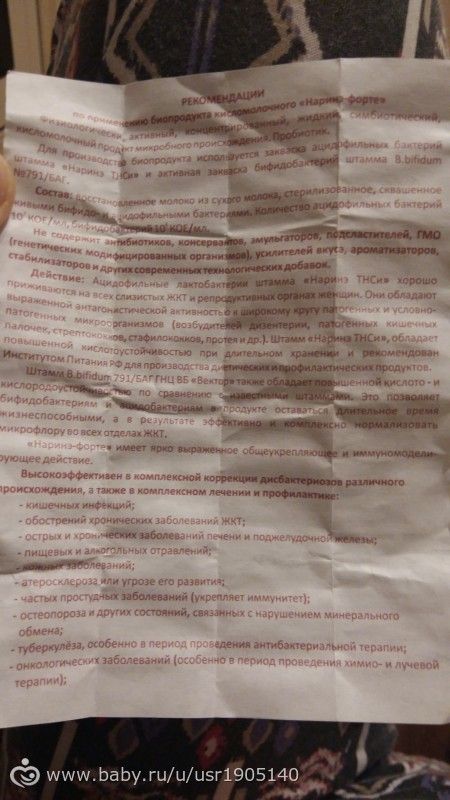 РЕКОМЕНДАЦИИ
по применению биопродукта кисломолочного «Наринэ-форте»
Физиологически активный, концентрированный, жидкий симбиотический,
кисломолочный продукт микробного происхождения. Пробиотик.
Для производства биопродукта используется закваска ацидофильных бактерий
штамма «Наринэ ТНСи» и активная закваска бифидобактерий штамма B.bifidum
№791/БАГ.
Состав: восстановленное молоко из сухого молока, стерилизованное, сквашенное
живыми бифидо- и ацидофильными бактериями. Количество ацидофильных бактерий
КОЕ/мл, бифидобактерий КОЕ/мл.
Не содержит антибиотиков, консервантов, эмульгаторов, подсластителей, ГМО
(генетических модифицированных организмов), усилителей вкуса, ароматизаторов,
стабилизаторов и других современных технологических добавок.
Действие: Ацидофильные лактобактерии штамма «Наринэ ТНСи» хорошо
приживаются на всех слизистых ЖКТ и репродуктивных органах женщин. Они обладают
выраженной антагонистической активностью к широкому кругу патогенных и условно-
патогенных микроорганизмов (возбудителей дизентерии, патогенных кишечных
палочек, стрептококков, стафилококков, протея и др.). Штамм «Наринэ ТНСи», обладает
повышенной кислотоустойчивостью при длительном хранении и рекомендован
Институтом Питания РФ для производства диетических и профилактических продуктов.
Штамм B.bifidum 791/БАГ ГНЦ ВБ «Вектор» также обладает повышенной кислото- и
кислородоустойчивостью по сравнению с известными штаммами. Это позволяет
бифидобактериям и ацидобактериям в продукте оставаться длительное время
жизнеспособными, а в результате эффективно и комплексно нормализовать
микрофлору во всех отделах ЖКТ.
«Наринэ-форте» имеет ярко выраженное общеукрепляющее и иммуномодели-
рующее действие.
Высокоэффективен в комплексной коррекции дисбактериозов различного
происхождения, а также в комплексном лечении и профилактике:
- кишечных инфекций;
- обострений хронических заболеваний ЖКТ;
- острых и хронических заболеваний печени и поджелудочной железы;
- пищевых и алкогольных отравлений;
- кожных заболеваний;
- атеросклероза или угрозе его развития;
- частых простудных заболеваний (укрепляет иммунитет);
- остеопороза и других состояний, связанных с нарушением минерального
обмена;
- туберкулёза, особенно в период проведения антибактериальной терапии;
- онкологических заболеваний (особенно в период проведения химио- и лучевой
терапии);
www.baby.ru/u/usr1905140